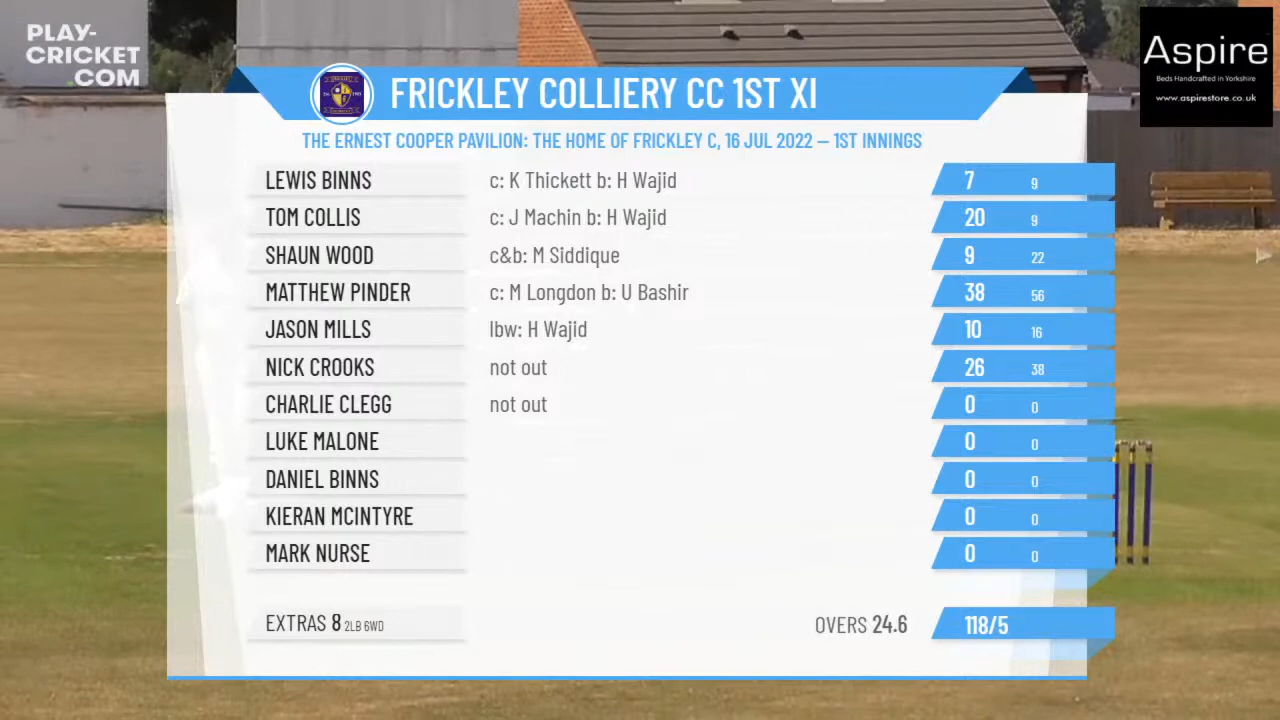 PLAY-
CRICKET
.COM
Aspire
Beds Handcrafted in Yorkshire
www.aspirestore.co.uk
FRICKLEY COLLIERY CC 1ST XI
THE ERNEST COOPER PAVILION: THE HOME OF FRICKLEY C, 16 JUL 2022 – 1ST INNINGS
LEWIS BINNS c: K Thickett b: H Wajid 7 9
TOM COLLIS c: J Machin b: H Wajid 20 9
SHAUN WOOD c&b: M Siddique 9 22
MATTHEW PINDER c: M Longdon b: U Bashir 38 56
JASON MILLS lbw: H Wajid 10 16
NICK CROOKS not out 26 38
CHARLIE CLEGG not out 0 0
LUKE MALONE 0 0
DANIEL BINNS 0 0
KIERAN MCINTYRE 0 0
MARK NURSE 0 0
EXTRAS 8 2LB 6WD OVERS 24.6 118/5